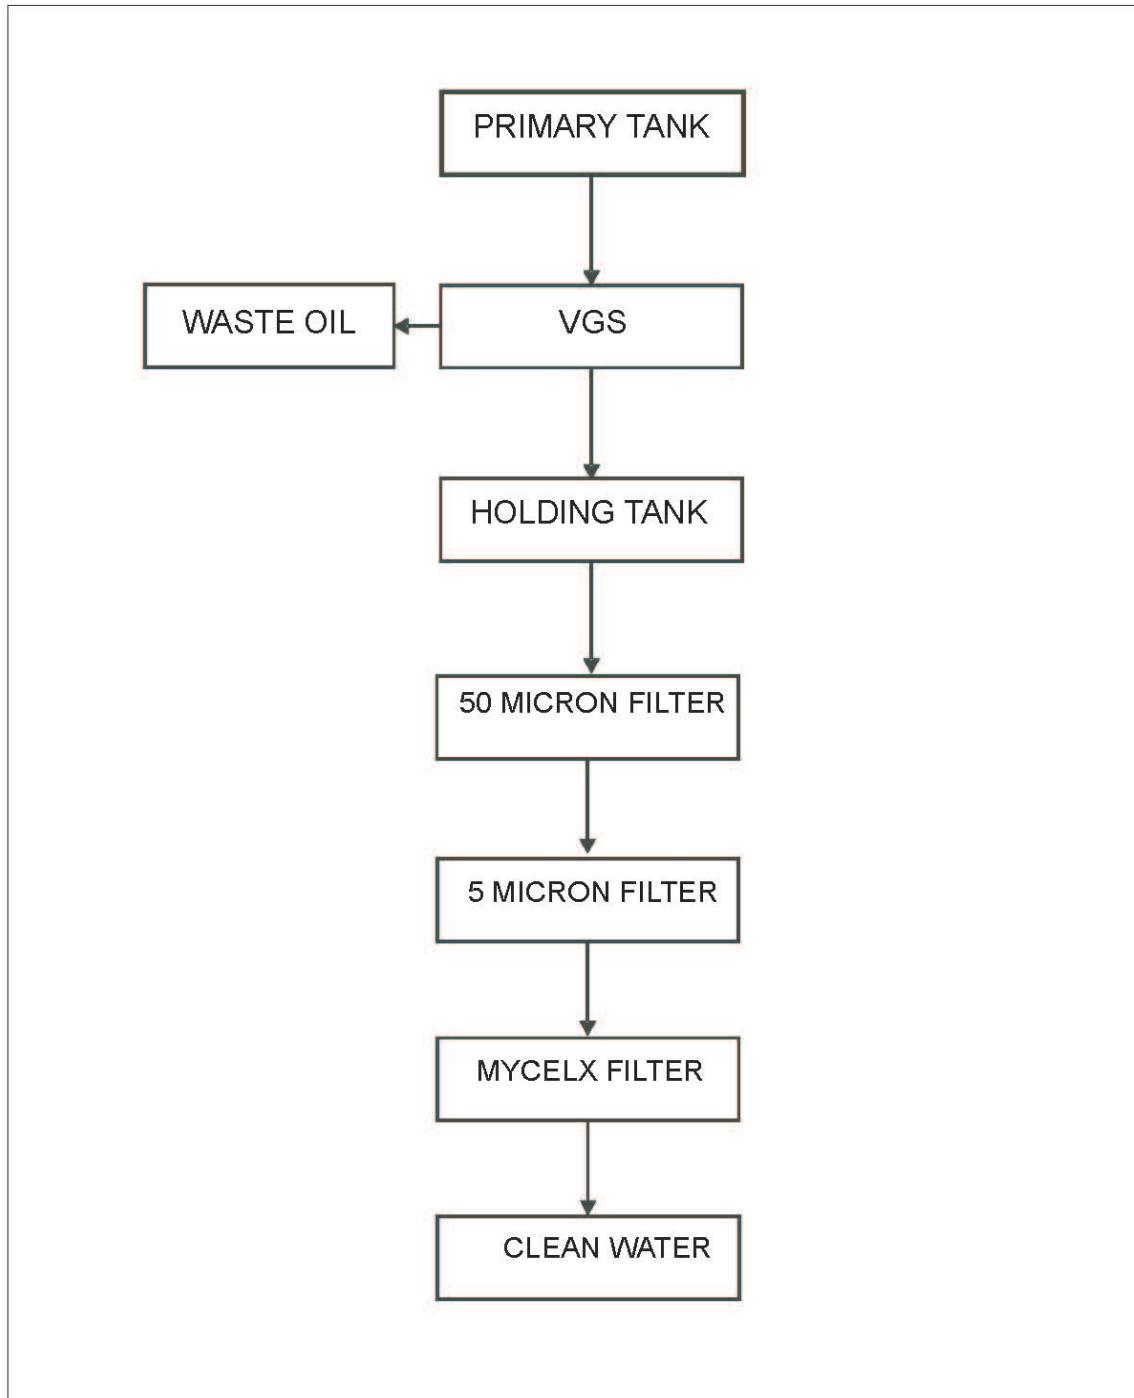 PRIMARY TANK
WASTE OIL
VGS
HOLDING TANK
50 MICRON FILTER
5 MICRON FILTER
MYCELX FILTER
CLEAN WATER